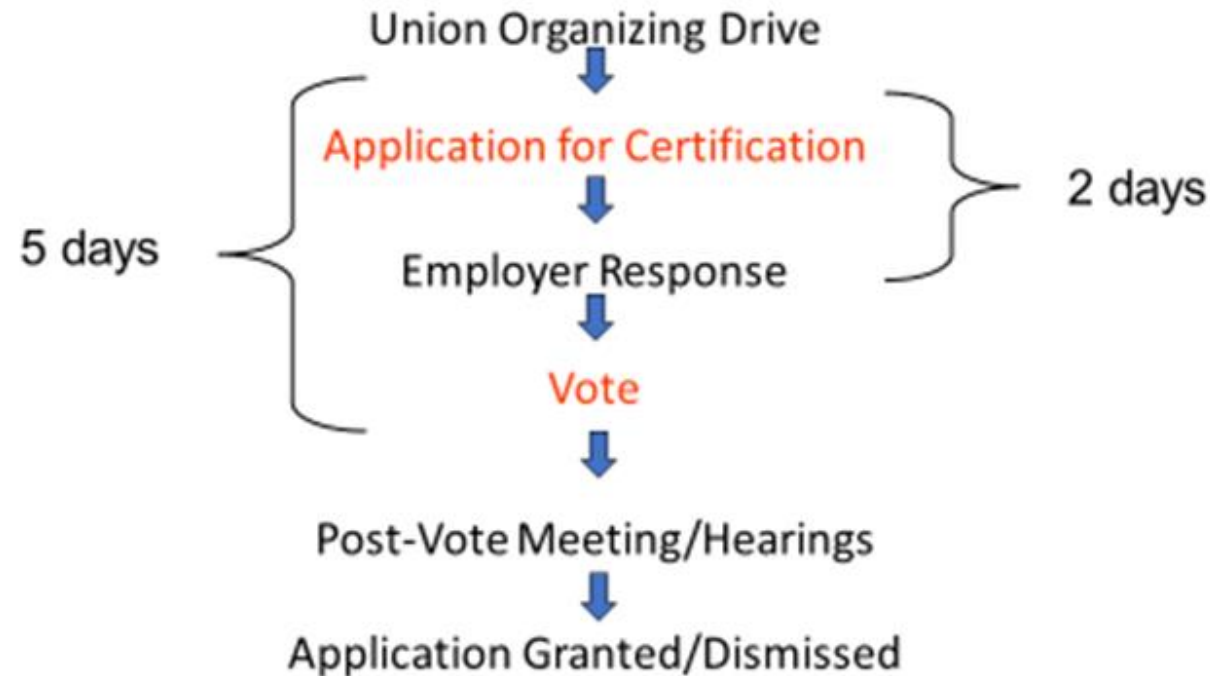 Union Organizing Drive
Application for Certification
2 days
5 days
Employer Response
Vote
Post-Vote Meeting/Hearings
Application Granted/Dismissed